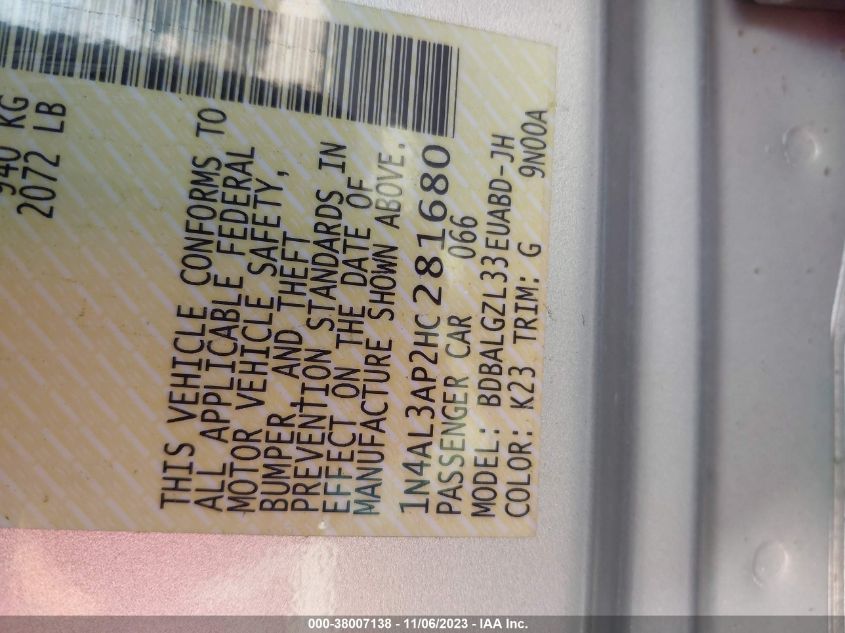 940 KG
2072 LB
THIS VEHICLE CONFORMS TO
ALL APPLICABLE FEDERAL
MOTOR VEHICLE SAFETY,
BUMPER, AND THEFT
PREVENTION STANDARDS IN
EFFECT ON THE DATE OF
MANUFACTURE SHOWN ABOVE.
1N4AL3AP2HC281680
PASSENGER CAR 066
MODEL: BDBALGZL33EUABD-JH
COLOR: K23 TRIM: G 9N00A
000-38007138 - 11/06/2023 - IAA Inc.